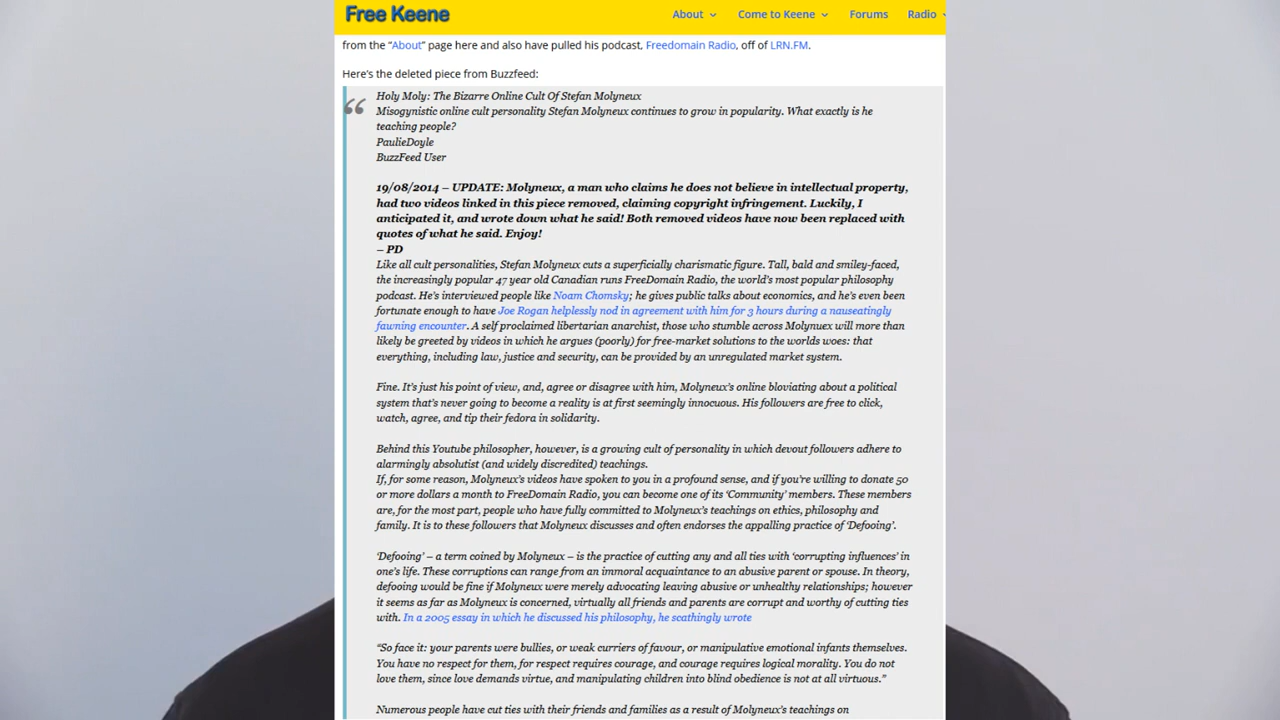 Free Keene
About
Come to Keene
Forums
Radio
from the “About” page here and also have pulled his podcast, Freedomain Radio, off of LRN.FM.
Here’s the deleted piece from Buzzfeed:
“
Holy Moly: The Bizarre Online Cult Of Stefan Molyneux
Misogynistic online cult personality Stefan Molyneux continues to grow in popularity. What exactly is he
teaching people?
PaulieDoyle
BuzzFeed User
19/08/2014 – UPDATE: Molyneux, a man who claims he does not believe in intellectual property,
had two videos linked in this piece removed, claiming copyright infringement. Luckily, I
anticipated it, and wrote down what he said! Both removed videos have now been replaced with
quotes of what he said. Enjoy!
– PD
Like all cult personalities, Stefan Molyneux cuts a superficially charismatic figure. Tall, bald and smiley-faced,
the increasingly popular 47 year old Canadian runs FreeDomain Radio, the world’s most popular philosophy
podcast. He’s interviewed people like Noam Chomsky; he gives public talks about economics, and he’s even been
fortunate enough to have Joe Rogan helplessly nod in agreement with him for 3 hours during a nauseatingly
fawning encounter. A self proclaimed libertarian anarchist, those who stumble across Molynuex will more than
likely be greeted by videos in which he argues (poorly) for free-market solutions to the worlds woes: that
everything, including law, justice and security, can be provided by an unregulated market system.
Fine. It’s just his point of view, and, agree or disagree with him, Molyneux’s online bloviating about a political
system that’s never going to become a reality is at first seemingly innocuous. His followers are free to click,
watch, agree, and tip their fedora in solidarity.
Behind this Youtube philosopher, however, is a growing cult of personality in which devout followers adhere to
alarmingly absolutist (and widely discredited) teachings.
If, for some reason, Molyneux’s videos have spoken to you in a profound sense, and if you’re willing to donate 50
or more dollars a month to FreeDomain Radio, you can become one of its ‘Community’ members. These members
are, for the most part, people who have fully committed to Molyneux’s teachings on ethics, philosophy and
family. It is to these followers that Molyneux discusses and often endorses the appalling practice of ‘Defooing’.
‘Defooing’ – a term coined by Molyneux – is the practice of cutting any and all ties with ‘corrupting influences’ in
one’s life. These corruptions can range from an immoral acquaintance to an abusive parent or spouse. In theory,
defooing would be fine if Molyneux were merely advocating leaving abusive or unhealthy relationships; however
it seems as far as Molyneux is concerned, virtually all friends and parents are corrupt and worthy of cutting ties
with. In a 2005 essay in which he discussed his philosophy, he scathingly wrote
“So face it: your parents were bullies, or weak curriers of favour, or manipulative emotional infants themselves.
You have no respect for them, for respect requires courage, and courage requires logical morality. You do not
love them, since love demands virtue, and manipulating children into blind obedience is not at all virtuous.”
Numerous people have cut ties with their friends and families as a result of Molyneux’s teachings on